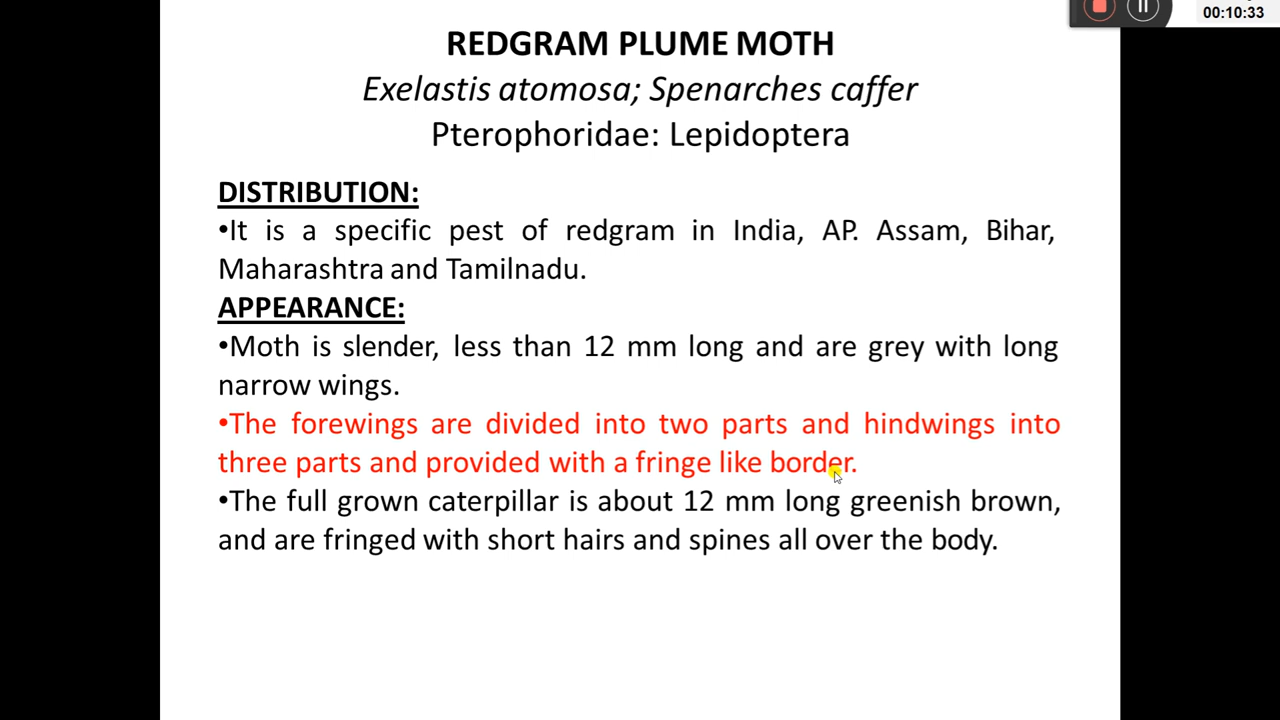 00:10:33
REDGRAM PLUME MOTH
Exelastis atomosa; Spenarches caffer
Pterophoridae: Lepidoptera
DISTRIBUTION:
•It is a specific pest of redgram in India, AP. Assam, Bihar,
Maharashtra and Tamilnadu.
APPEARANCE:
•Moth is slender, less than 12 mm long and are grey with long
narrow wings.
•The forewings are divided into two parts and hindwings into
three parts and provided with a fringe like border.
•The full grown caterpillar is about 12 mm long greenish brown,
and are fringed with short hairs and spines all over the body.